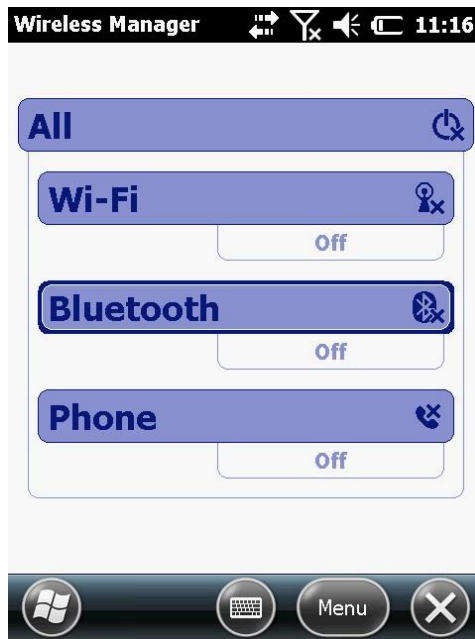 Wireless Manager 11:16
All
Wi-Fi
Off
Bluetooth
Off
Phone
Off
Menu